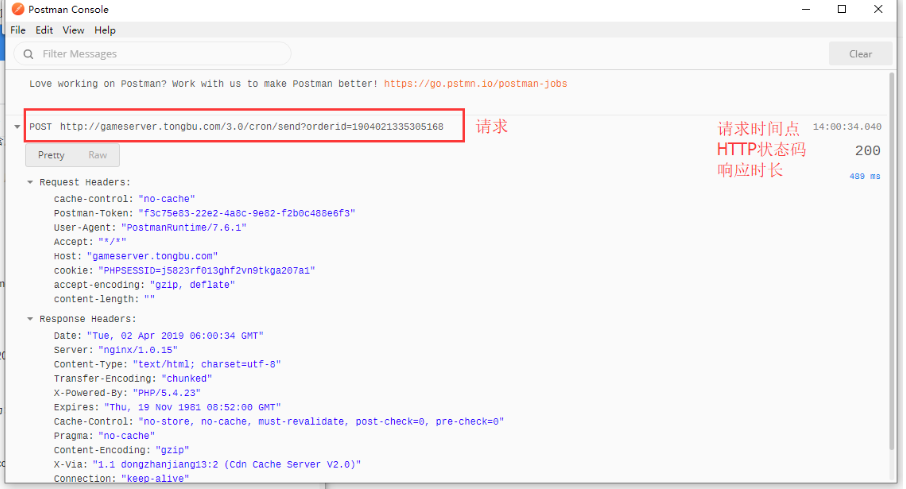 Postman Console
File Edit View Help
Filter Messages
Clear
Love working on Postman? Work with us to make Postman better! https://go.pstmn.io/postman-jobs
POST http://gameserver.tongbu.com/3.0/cron/send?orderid=1904021335305168 请求 请求时间点 14:00:34.040
Pretty Raw HTTP状态码 200
响应时长 489 ms
Request Headers:
cache-control: "no-cache"
Postman-Token: "f3c75e83-22e2-4a8c-9e82-f2b0c488e6f3"
User-Agent: "PostmanRuntime/7.6.1"
Accept: "*/*"
Host: "gameserver.tongbu.com"
cookie: "PHPSESSID=j5823rf013ghf2vn9tkga207a1"
accept-encoding: "gzip, deflate"
content-length: ""
Response Headers:
Date: "Tue, 02 Apr 2019 06:00:34 GMT"
Server: "nginx/1.0.15"
Content-Type: "text/html; charset=utf-8"
Transfer-Encoding: "chunked"
X-Powered-By: "PHP/5.4.23"
Expires: "Thu, 19 Nov 1981 08:52:00 GMT"
Cache-Control: "no-store, no-cache, must-revalidate, post-check=0, pre-check=0"
Pragma: "no-cache"
Content-Encoding: "gzip"
X-Via: "1.1 dongzhanjiang13:2 (Cdn Cache Server V2.0)"
Connection: "keep-alive"